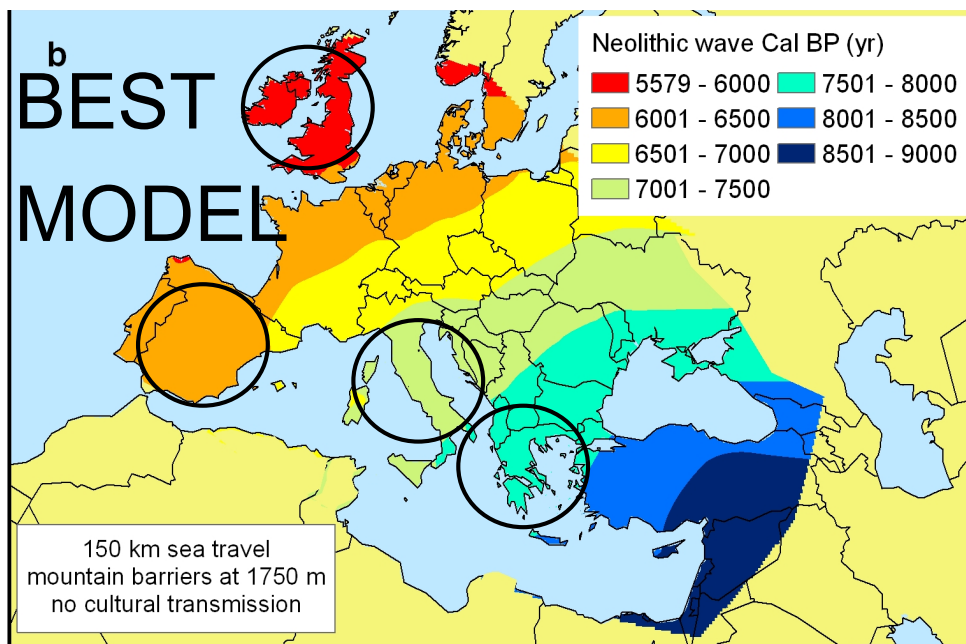 b
BEST
MODEL
Neolithic wave Cal BP (yr)
5579 - 6000
7501 - 8000
6001 - 6500
8001 - 8500
6501 - 7000
8501 - 9000
7001 - 7500
150 km sea travel
mountain barriers at 1750 m
no cultural transmission